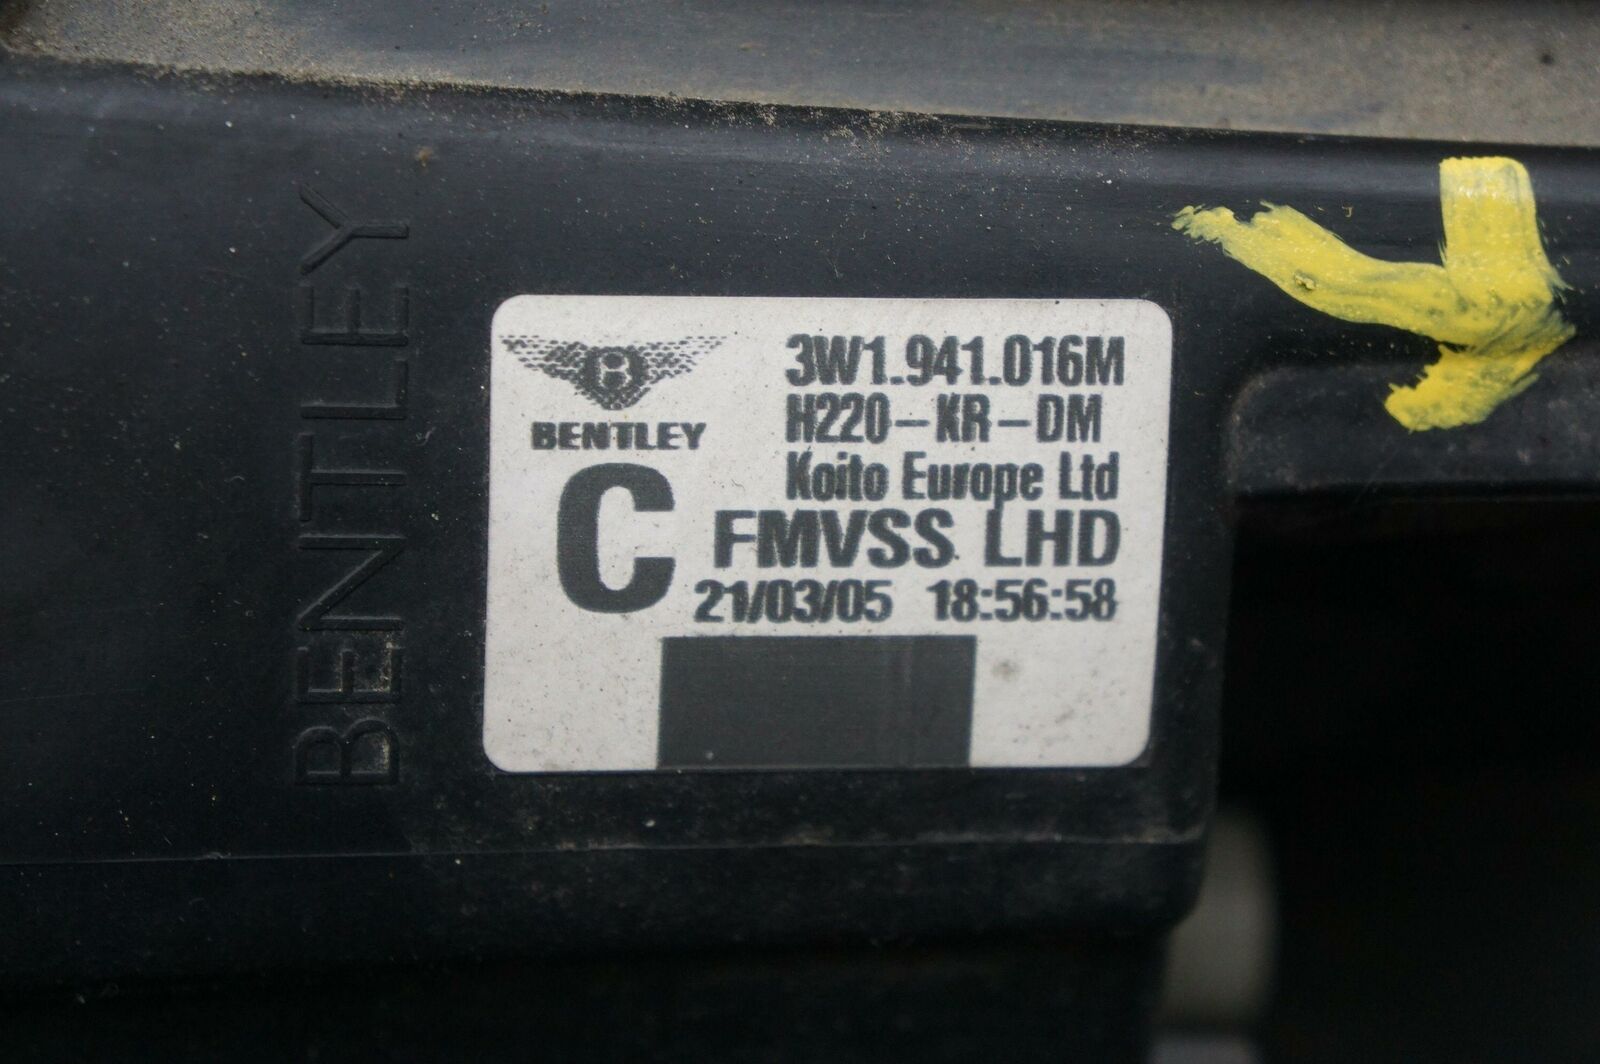 BENTLEY
3W1.941.016M
BENTLEY
H220-KR-DM
Koito Europe Ltd
C
FMVSS LHD
21/03/05 18:56:58